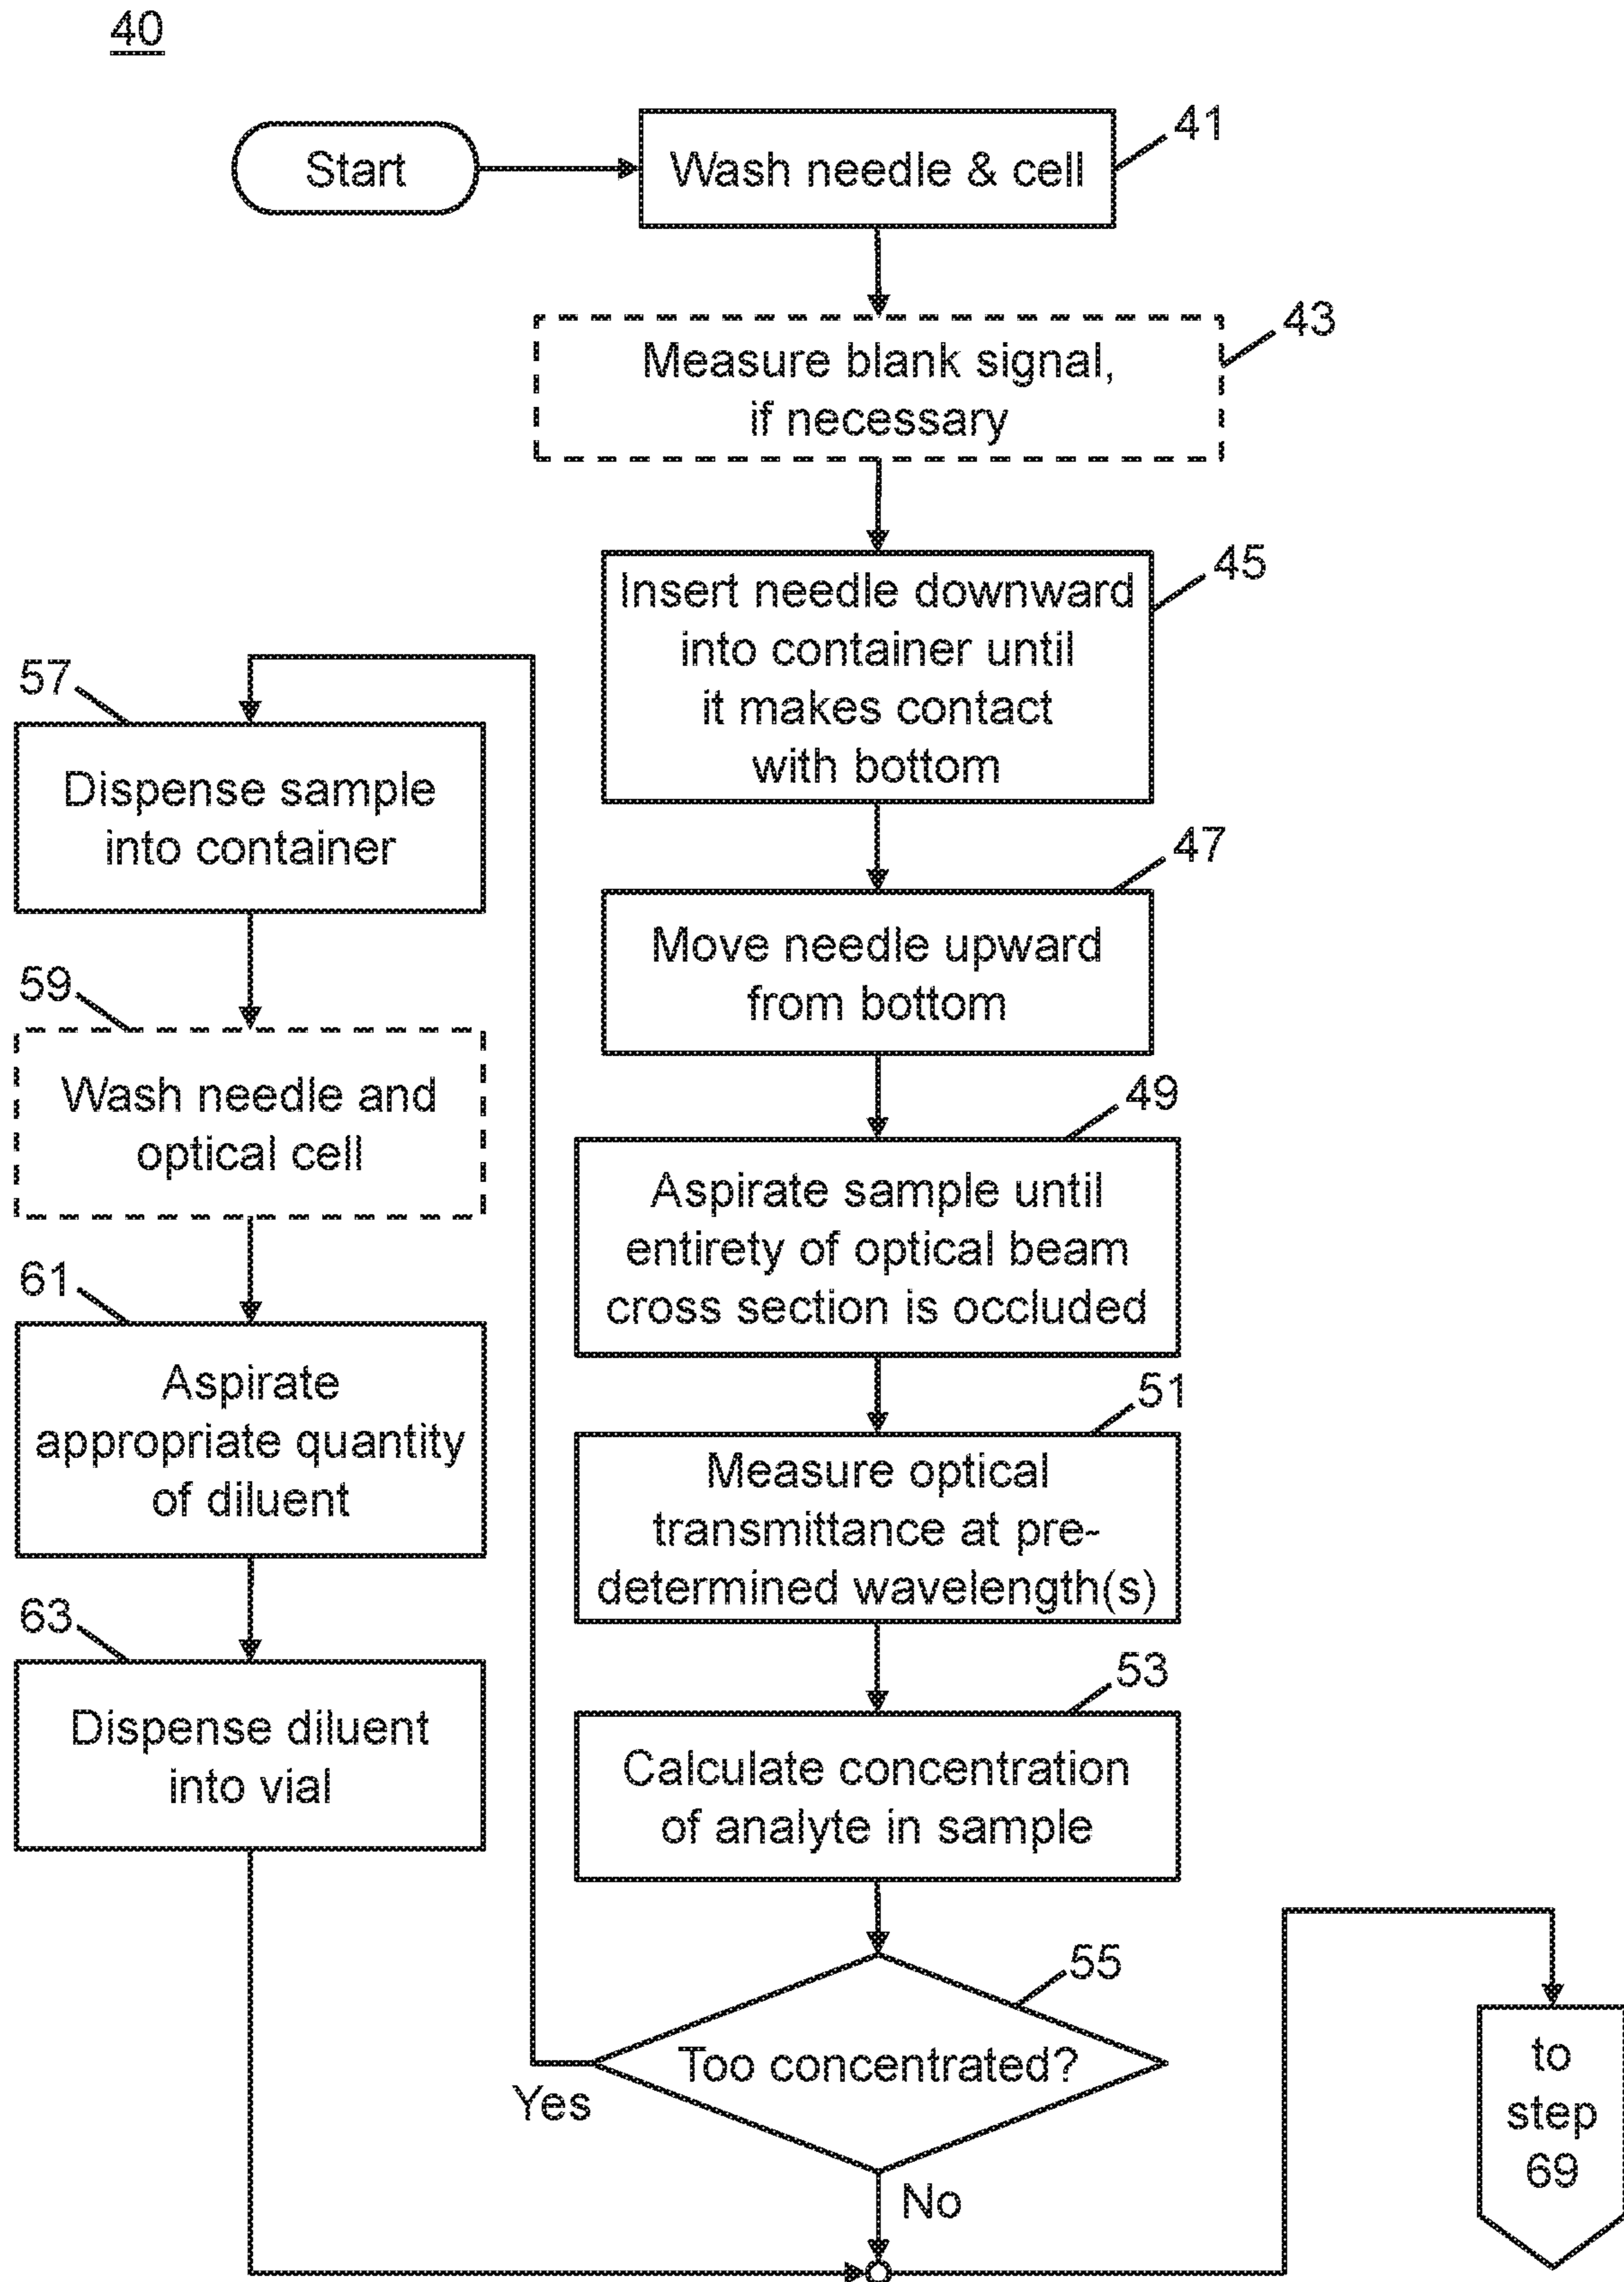 40
Start
Wash needle & cell
41
Measure blank signal,
if necessary
43
Insert needle downward
into container until
it makes contact
with bottom
45
Move needle upward
from bottom
47
Aspirate sample until
entirety of optical beam
cross section is occluded
49
Measure optical
transmittance at pre-
determined wavelength(s)
51
Calculate concentration
of analyte in sample
53
Too concentrated?
55
Yes
No
57
Dispense sample
into container
59
Wash needle and
optical cell
61
Aspirate
appropriate quantity
of diluent
63
Dispense diluent
into vial
to
step
69